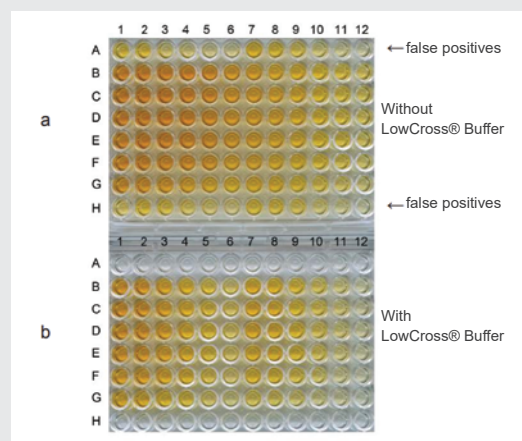 1 2 3 4 5 6 7 8 9 10 11 12
A ← false positives
B
C
a D Without
LowCross® Buffer
E
F
G
H ← false positives
1 2 3 4 5 6 7 8 9 10 11 12
A
B
C
b D With
LowCross® Buffer
E
F
G
H